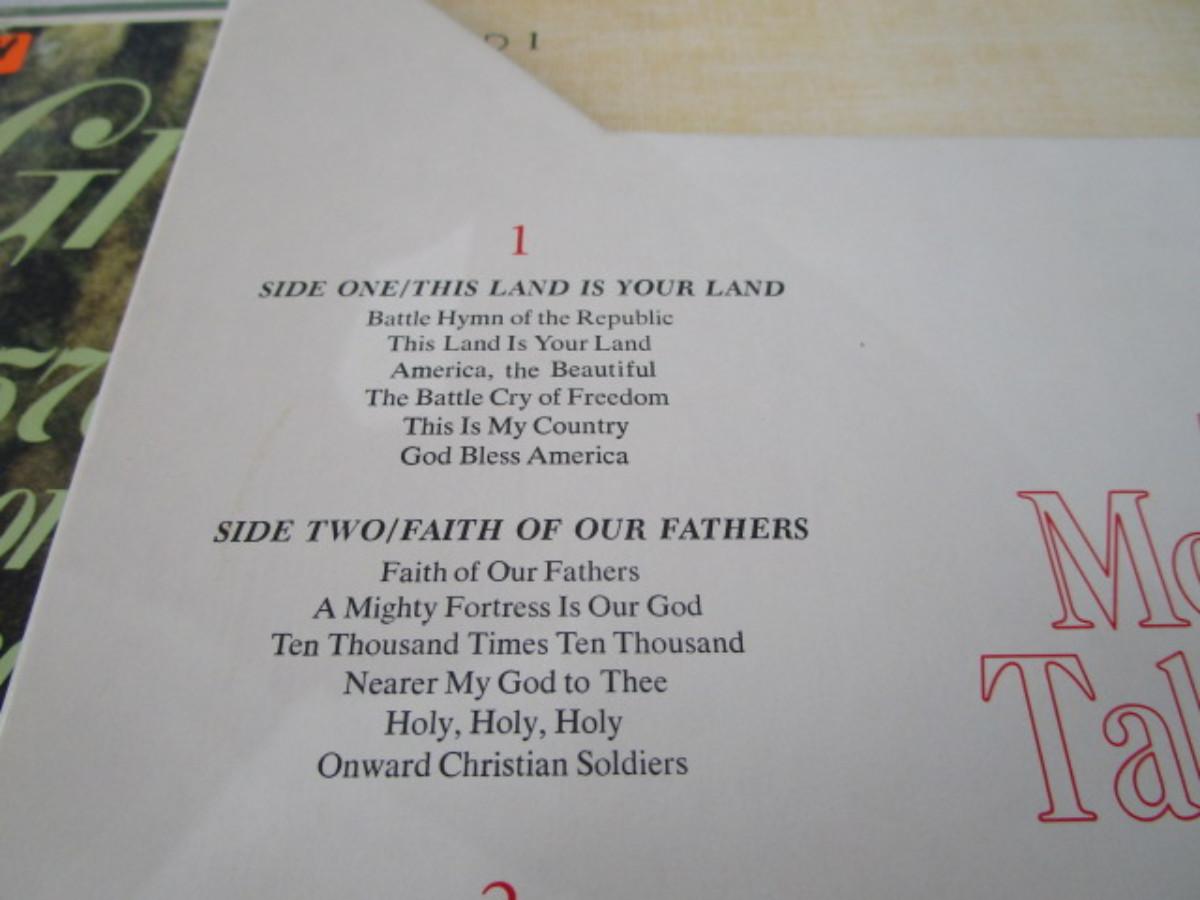 1
SIDE ONE/THIS LAND IS YOUR LAND
Battle Hymn of the Republic
This Land Is Your Land
America, the Beautiful
The Battle Cry of Freedom
This Is My Country
God Bless America
SIDE TWO/FAITH OF OUR FATHERS
Faith of Our Fathers
A Mighty Fortress Is Our God
Ten Thousand Times Ten Thousand
Nearer My God to Thee
Holy, Holy, Holy
Onward Christian Soldiers